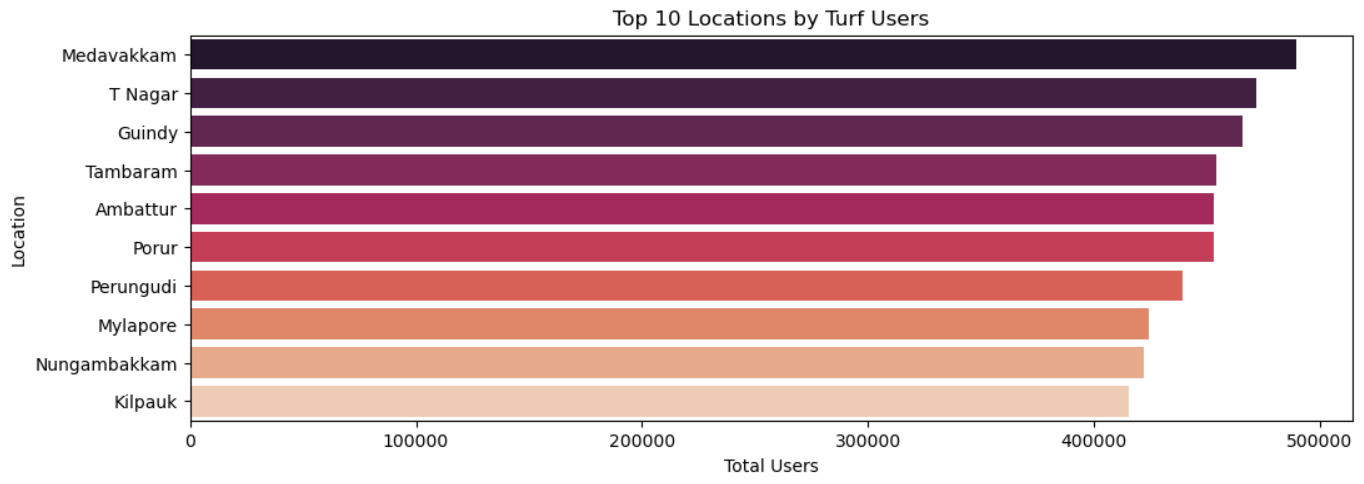 Top 10 Locations by Turf Users
Location
Medavakkam
T Nagar
Guindy
Tambaram
Ambattur
Porur
Perungudi
Mylapore
Nungambakkam
Kilpauk
0 100000 200000 300000 400000 500000
Total Users